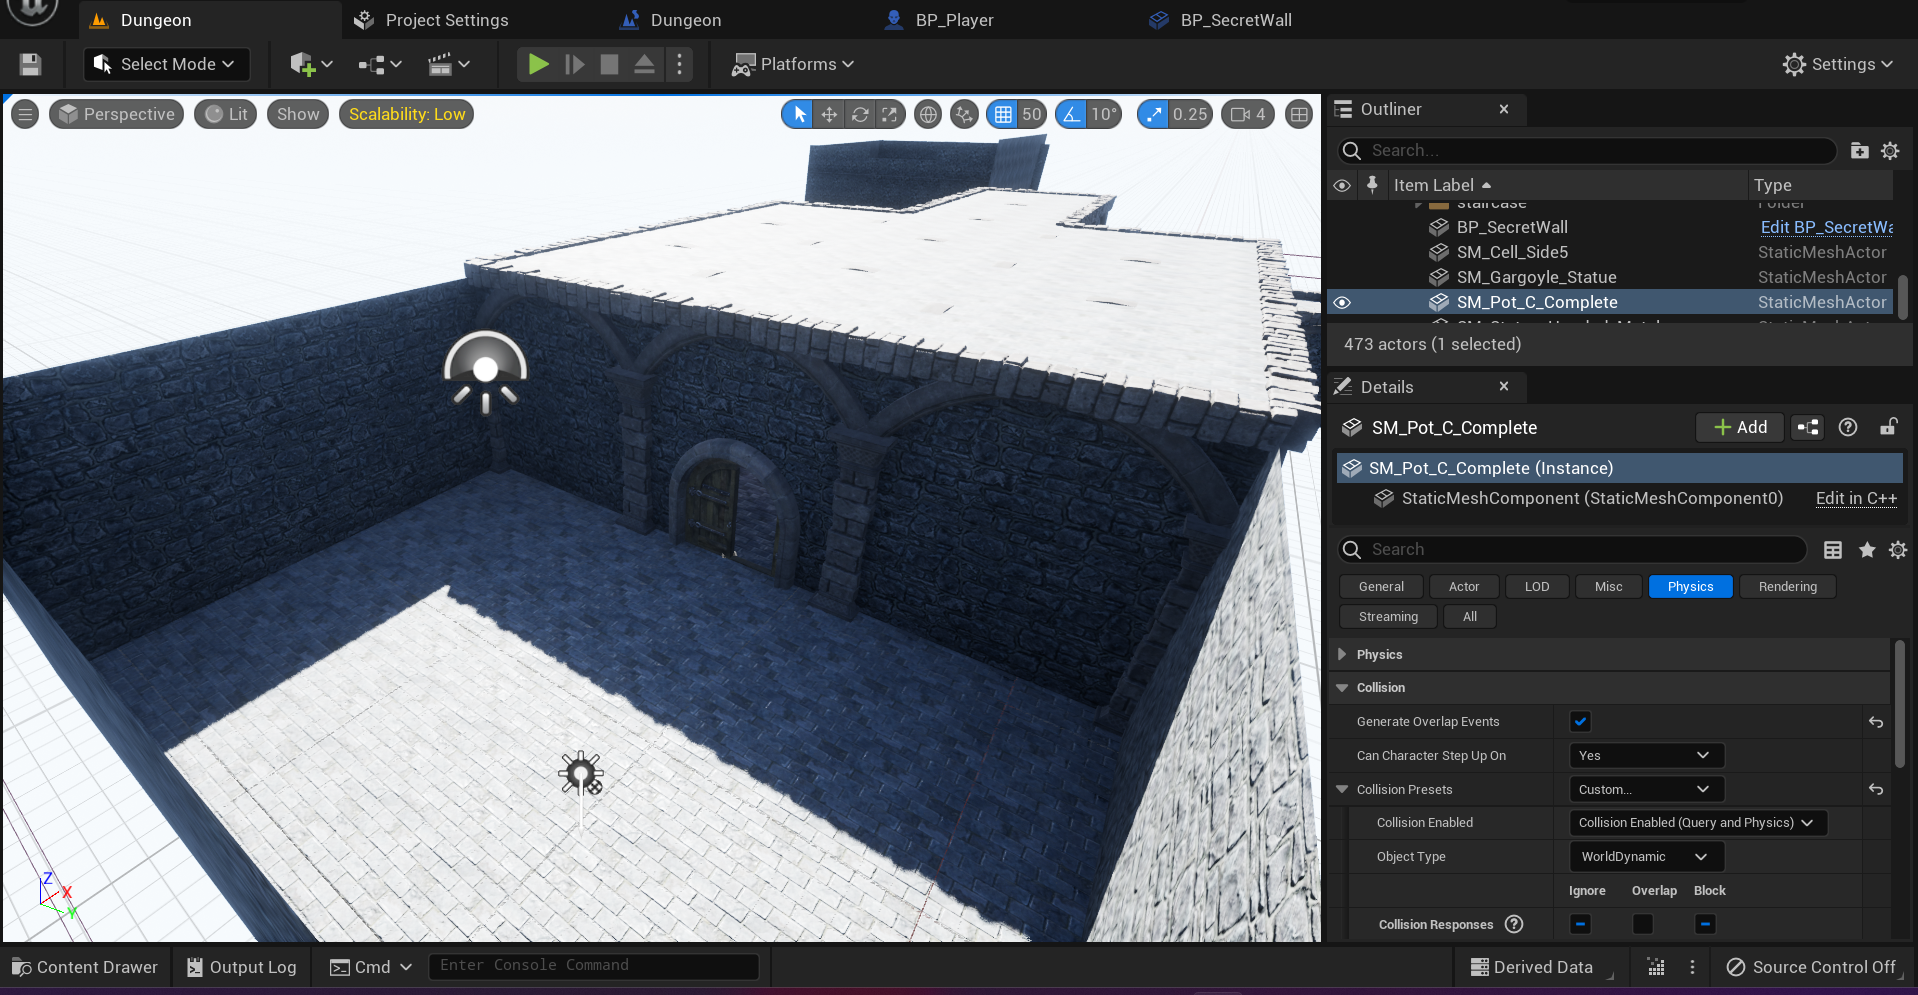 Dungeon
Project Settings
Dungeon
BP_Player
BP_SecretWall
Select Mode
Platforms
Settings
Perspective
Lit
Show
Scalability: Low
50
10°
0.25
4
Outliner
Search...
Item Label
Type
staircase
Folder
BP_SecretWall
Edit BP_SecretWa
SM_Cell_Side5
StaticMeshActor
SM_Gargoyle_Statue
StaticMeshActor
SM_Pot_C_Complete
StaticMeshActor
473 actors (1 selected)
Details
SM_Pot_C_Complete
Add
SM_Pot_C_Complete (Instance)
StaticMeshComponent (StaticMeshComponent0)
Edit in C++
Search
General
Actor
LOD
Misc
Physics
Rendering
Streaming
All
Physics
Collision
Generate Overlap Events
Can Character Step Up On
Yes
Collision Presets
Custom...
Collision Enabled
Collision Enabled (Query and Physics)
Object Type
WorldDynamic
Ignore
Overlap
Block
Collision Responses
Z
X
Y
Content Drawer
Output Log
Cmd
Enter Console Command
Derived Data
Source Control Off